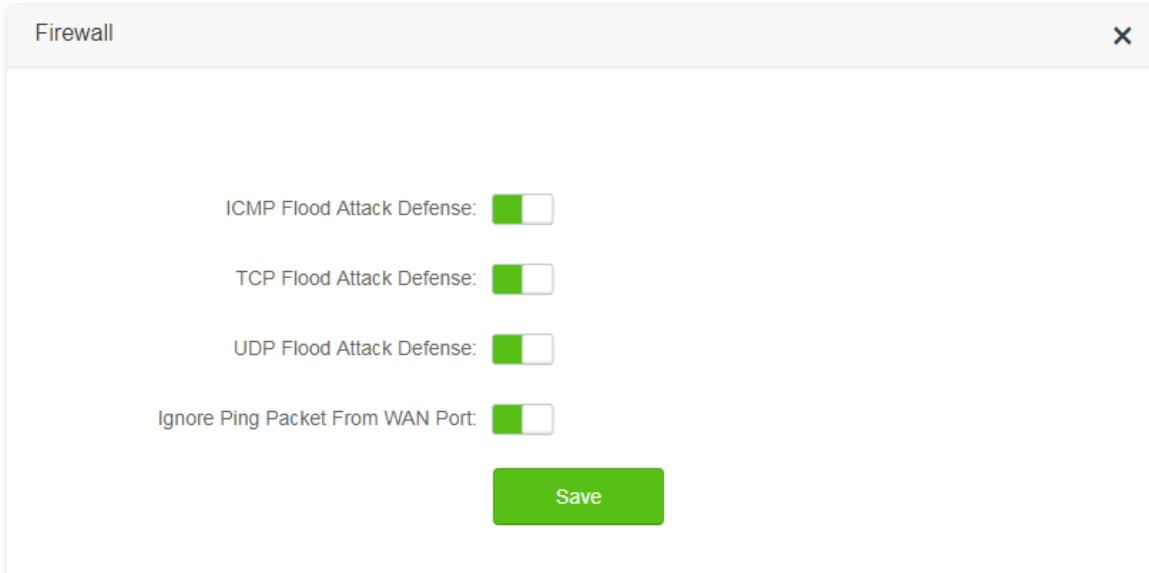 Firewall
ICMP Flood Attack Defense:
TCP Flood Attack Defense:
UDP Flood Attack Defense:
Ignore Ping Packet From WAN Port:
Save